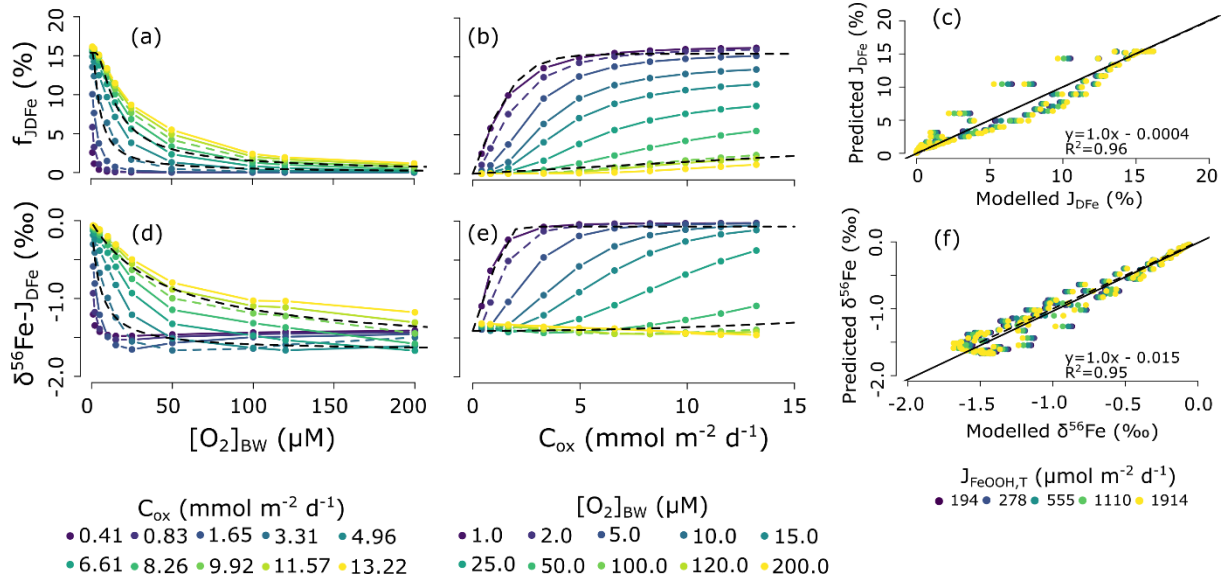 (a)
f_JDFe (%)
0 5 10 15 20
(b)
(c)
Predicted J_DFe (%)
0 5 10 15 20
y=1.0x - 0.0004
R²=0.96
0 5 10 15 20
Modelled J_DFe (%)
(d)
δ⁵⁶Fe-J_DFe (‰)
-2.0 -1.0 0.0
0 50 100 150 200
[O₂]_BW (µM)
(e)
0 5 10 15
C_ox (mmol m⁻² d⁻¹)
(f)
Predicted δ⁵⁶Fe (‰)
-2.0 -1.0 0.0
y=1.0x - 0.015
R²=0.95
-2.0 -1.5 -1.0 -0.5 0.0
Modelled δ⁵⁶Fe (‰)
C_ox (mmol m⁻² d⁻¹)
0.41 0.83 1.65 3.31 4.96
6.61 8.26 9.92 11.57 13.22
[O₂]_BW (µM)
1.0 2.0 5.0 10.0 15.0
25.0 50.0 100.0 120.0 200.0
J_FeOOH,T (µmol m⁻² d⁻¹)
194 278 555 1110 1914